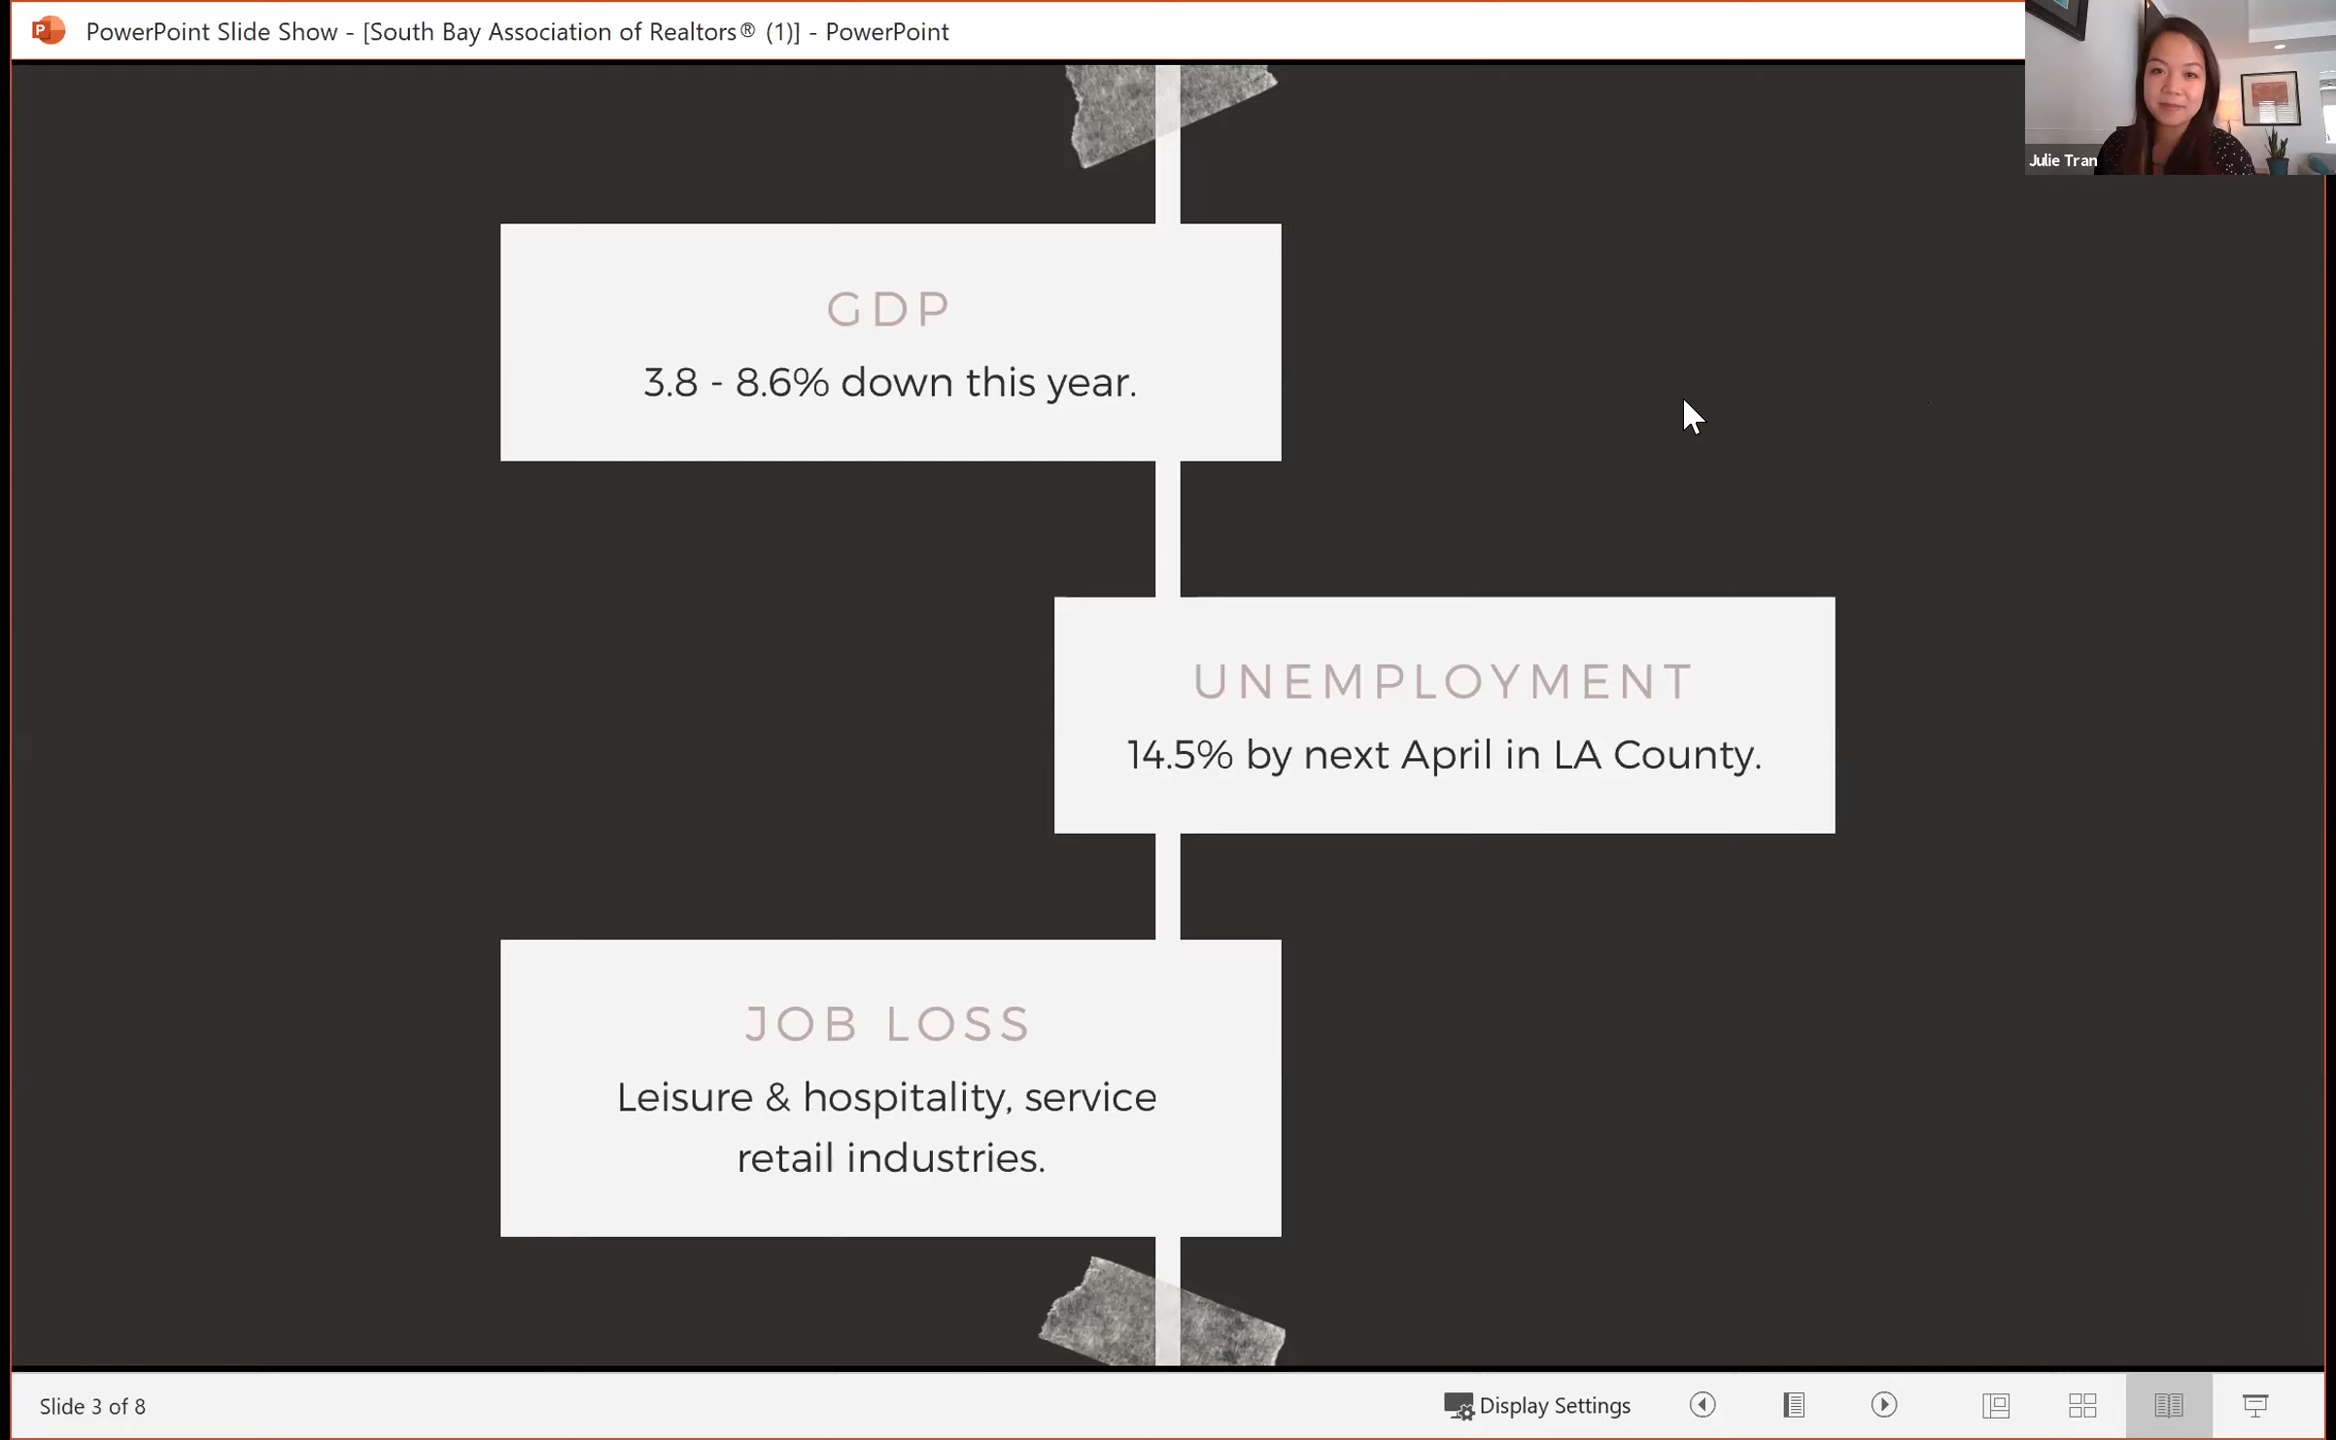 PowerPoint Slide Show - [South Bay Association of Realtors® (1)] - PowerPoint
Julie Tran
GDP
3.8 - 8.6% down this year.
UNEMPLOYMENT
14.5% by next April in LA County.
JOB LOSS
Leisure & hospitality, service
retail industries.
Slide 3 of 8
Display Settings